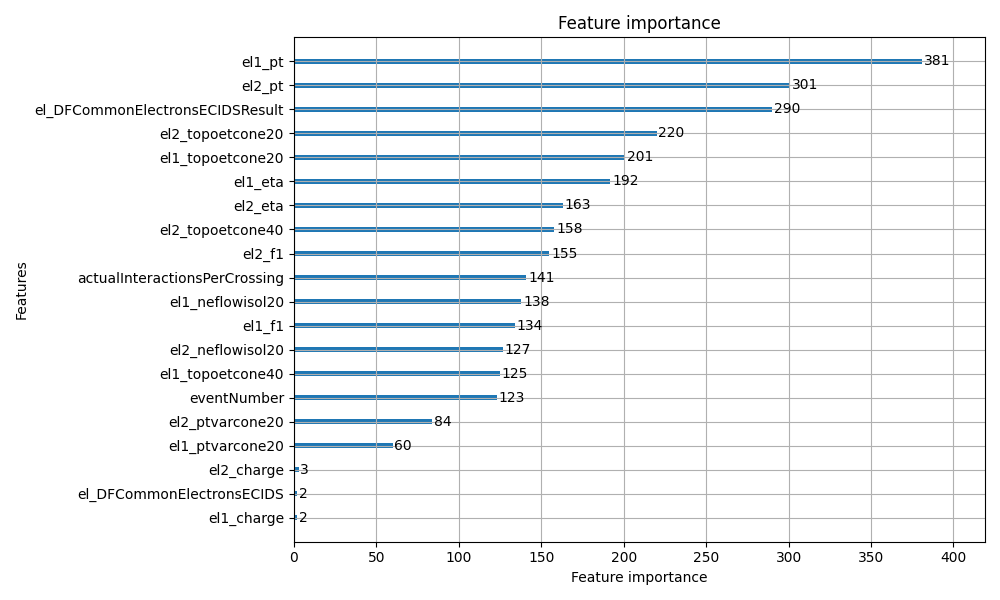 Feature importance
el1_pt 381
el2_pt 301
el_DFCommonElectronsECIDSResult 290
el2_topoetcone20 220
el1_topoetcone20 201
el1_eta 192
el2_eta 163
el2_topoetcone40 158
el2_f1 155
actualInteractionsPerCrossing 141
el1_neflowisol20 138
el1_f1 134
el2_neflowisol20 127
el1_topoetcone40 125
eventNumber 123
el2_ptvarcone20 84
el1_ptvarcone20 60
el2_charge 3
el_DFCommonElectronsECIDS 2
el1_charge 2
Features
0 50 100 150 200 250 300 350 400
Feature importance